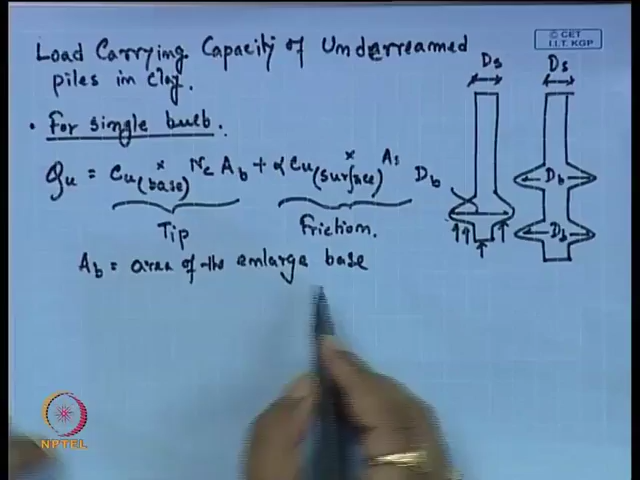 Load Carrying Capacity of Underreamed
piles in clay.
• For single bulb.
Qu = Cu(base) × Nc Ab + α Cu(surface) × As
Tip
Friction.
Ab = area of the enlarge base
Ds
Ds
Db
Db
Db
© CET
I.I.T. KGP
NPTEL